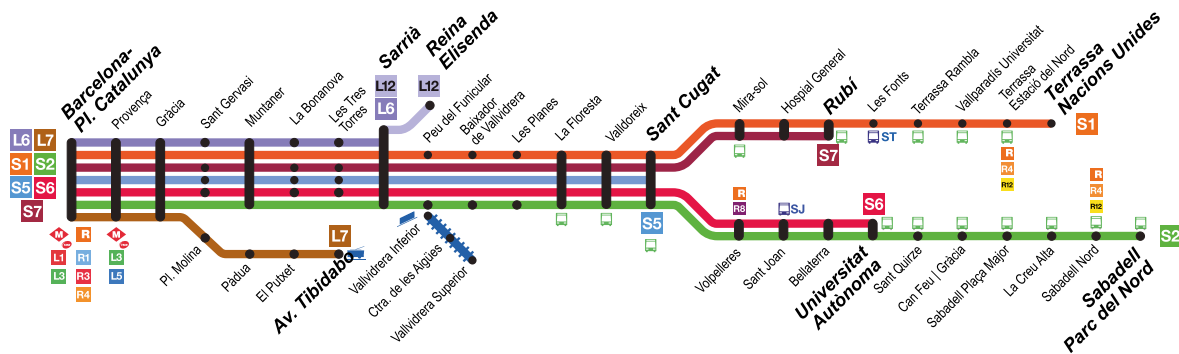 Barcelona-
Pl. Catalunya
Provença
Gràcia
Sant Gervasi
Muntaner
La Bonanova
Les Tres
Torres
Sarrià
Reina
Elisenda
L12
L6
L12
Peu del Funicular
Baixador
de Vallvidrera
Les Planes
La Floresta
Valldoreix
Sant Cugat
Mira-sol
Hospital General
Rubí
Les Fonts
Terrassa Rambla
Vallparadís Universitat
Terrassa
Estació del Nord
Terrassa
Nacions Unides
S1
ST
S7
R
R4
R12
L6 L7
S1 S2
S5 S6
S7
M
R
M
L1
R1
L3
L3
R3
L5
R4
Pl. Molina
Pàdua
El Putxet
L7
Av. Tibidabo
Vallvidrera Inferior
Ctra. de les Aigües
Vallvidrera Superior
S5
R
R8
SJ
S6
R
R4
R12
S2
Volpelleres
Sant Joan
Bellaterra
Universitat
Autònoma
Sant Quirze
Can Feu | Gràcia
Sabadell Plaça Major
La Creu Alta
Sabadell Nord
Sabadell
Parc del Nord